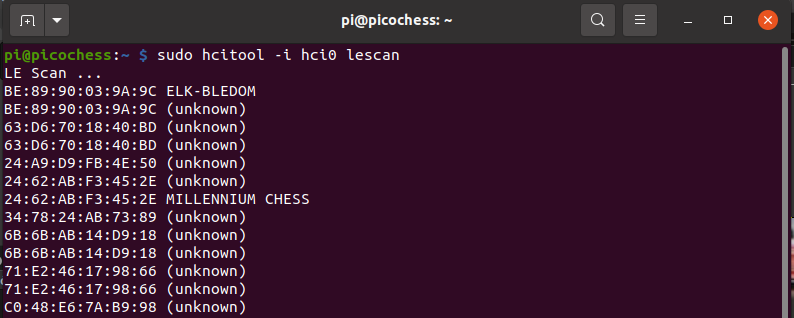 pi@picochess: ~
pi@picochess:~ $ sudo hcitool -i hci0 lescan
LE Scan ...
BE:89:90:03:9A:9C ELK-BLEDOM
BE:89:90:03:9A:9C (unknown)
63:D6:70:18:40:BD (unknown)
63:D6:70:18:40:BD (unknown)
24:A9:D9:FB:4E:50 (unknown)
24:62:AB:F3:45:2E (unknown)
24:62:AB:F3:45:2E MILLENNIUM CHESS
34:78:24:AB:73:89 (unknown)
6B:6B:AB:14:D9:18 (unknown)
6B:6B:AB:14:D9:18 (unknown)
71:E2:46:17:98:66 (unknown)
71:E2:46:17:98:66 (unknown)
C0:48:E6:7A:B9:98 (unknown)